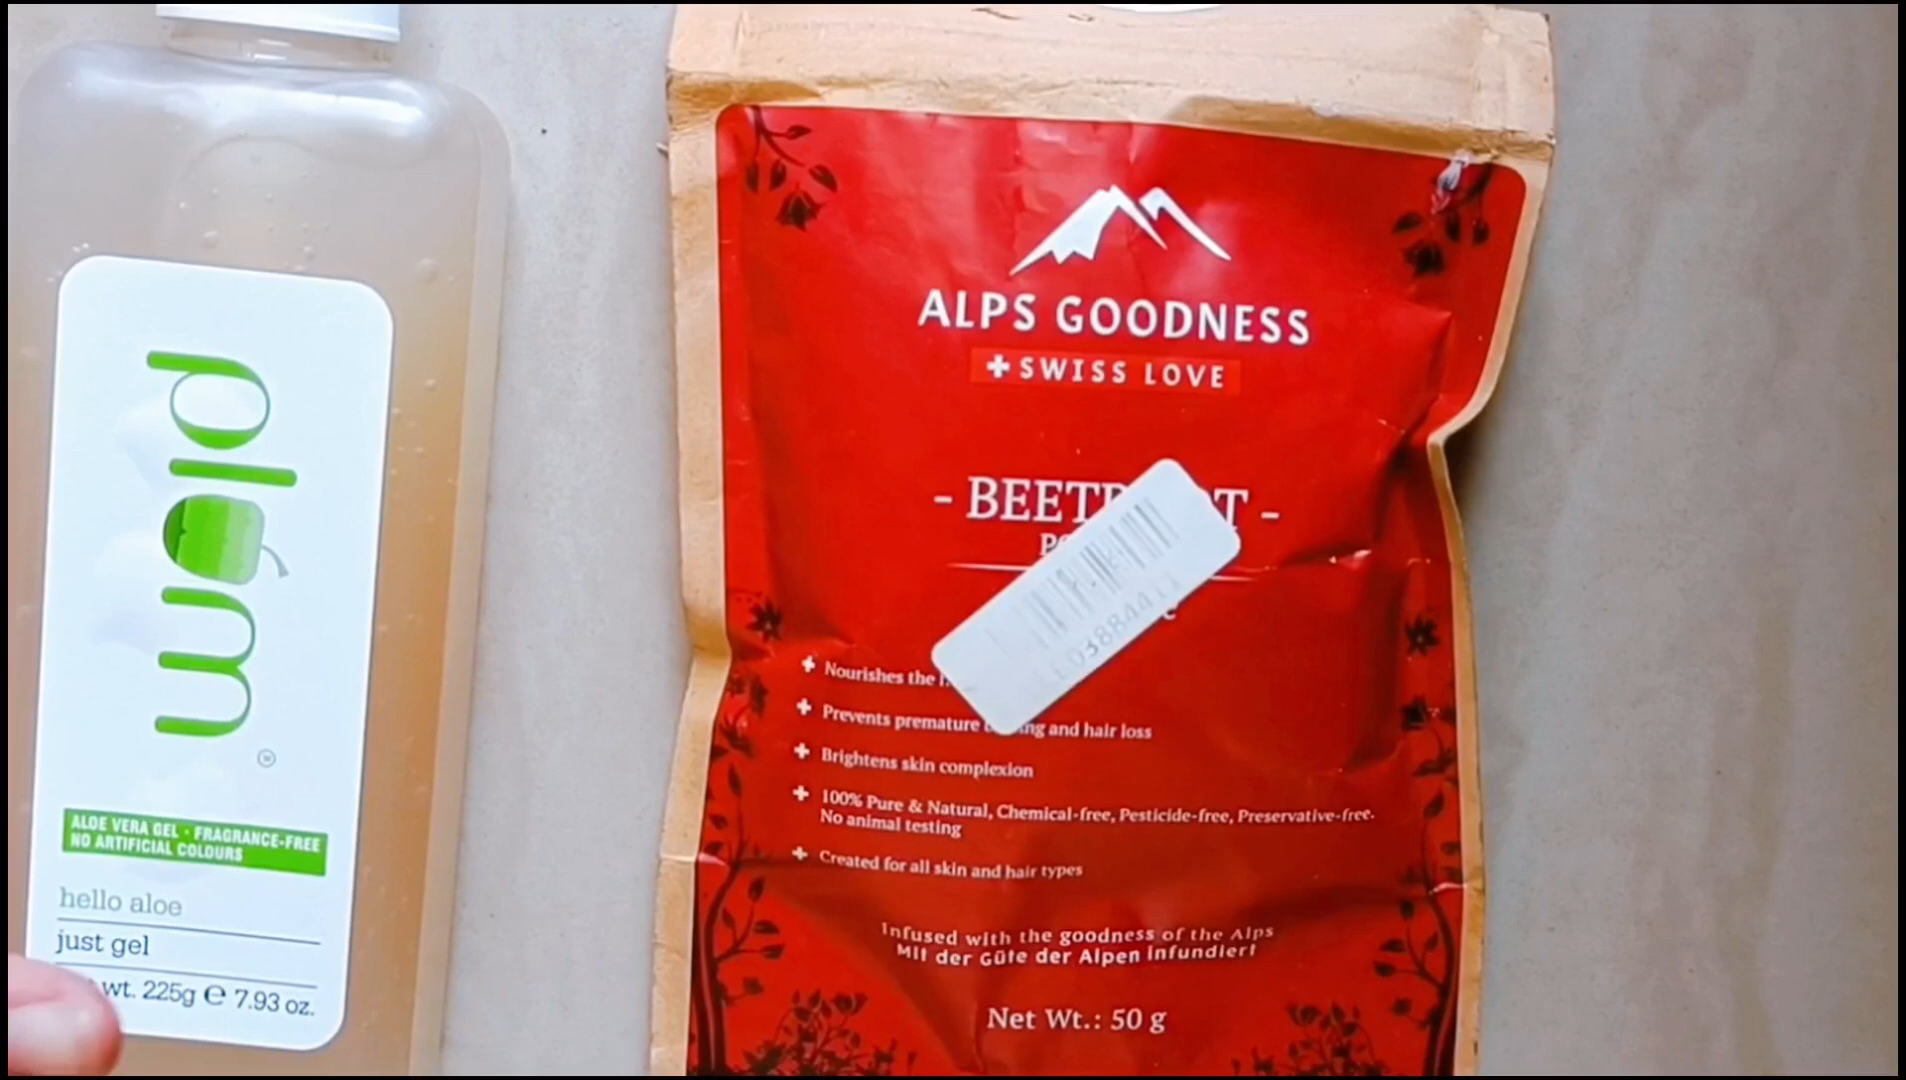 plum
ALOE VERA GEL · FRAGRANCE-FREE
NO ARTIFICIAL COLOURS
hello aloe
just gel
wt. 225g ℮ 7.93 oz.
ALPS GOODNESS
SWISS LOVE
Nourishes the
Prevents premature and hair loss
Brightens skin complexion
100% Pure & Natural, Chemical-free, Pesticide-free, Preservative-free.
No animal testing
Created for all skin and hair types
Infused with the goodness of the Alps
Mit der Güte der Alpen infundiert
Net Wt.: 50 g